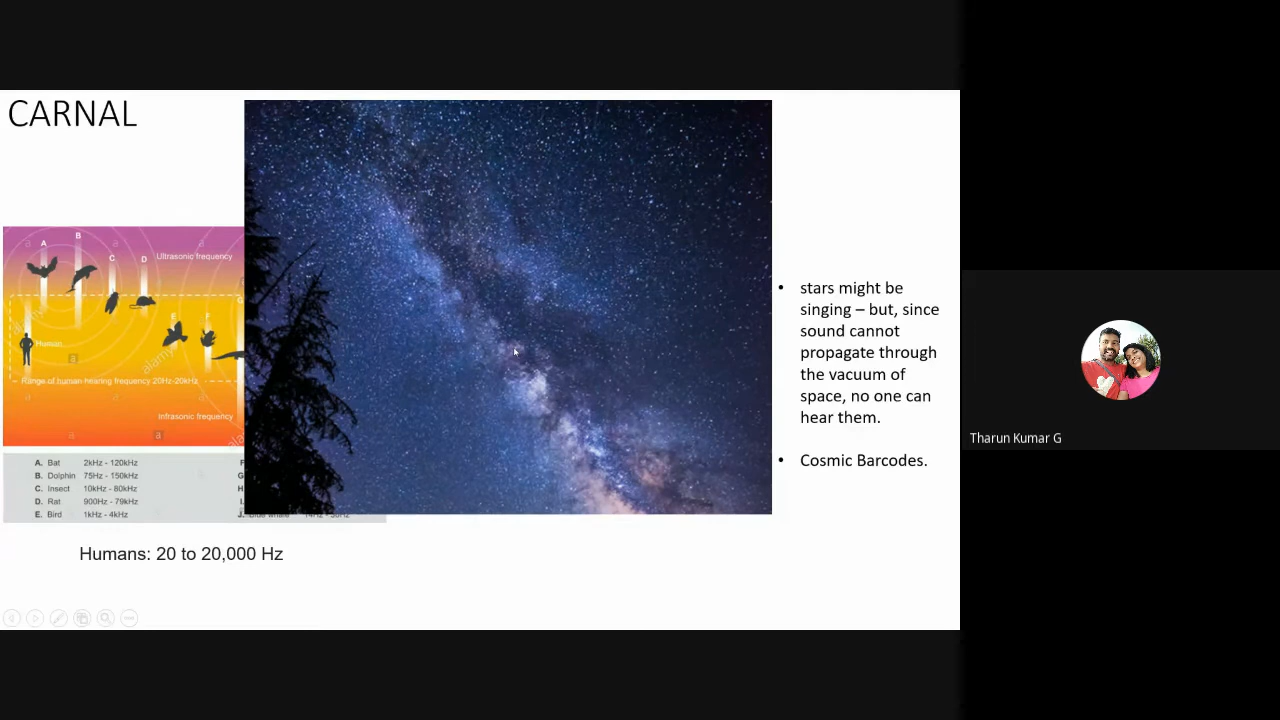 CARNAL
A
B
C
D
Ultrasonic frequency
E
F
Human
Range of human hearing frequency 20Hz-20kHz
Infrasonic frequency
A. Bat 2kHz - 120kHz
B. Dolphin 75Hz - 150kHz
C. Insect 10kHz - 80kHz
D. Rat 900Hz - 79kHz
E. Bird 1kHz - 4kHz
Humans: 20 to 20,000 Hz
• stars might be
singing – but, since
sound cannot
propagate through
the vacuum of
space, no one can
hear them.
• Cosmic Barcodes.
Tharun Kumar G